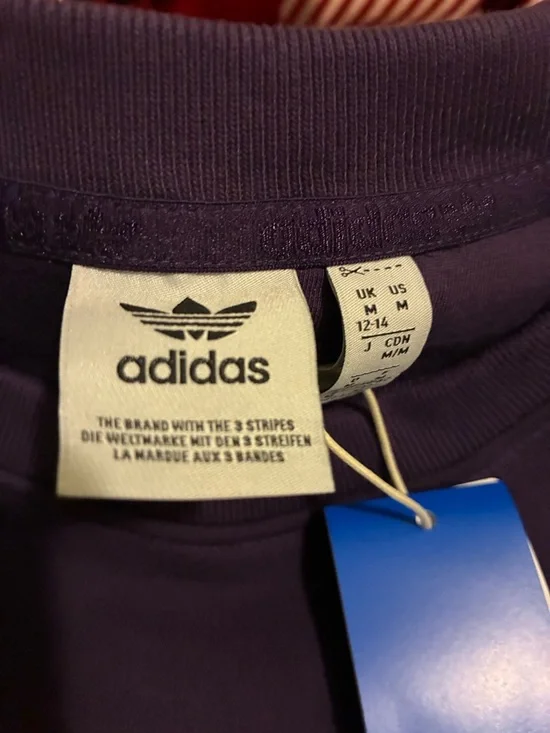 adidas
THE BRAND WITH THE 3 STRIPES
DIE WELTMARKE MIT DEN 3 STREIFEN
LA MARQUE AUX 3 BANDES
UK US
M M
12-14
J CDN
M/M